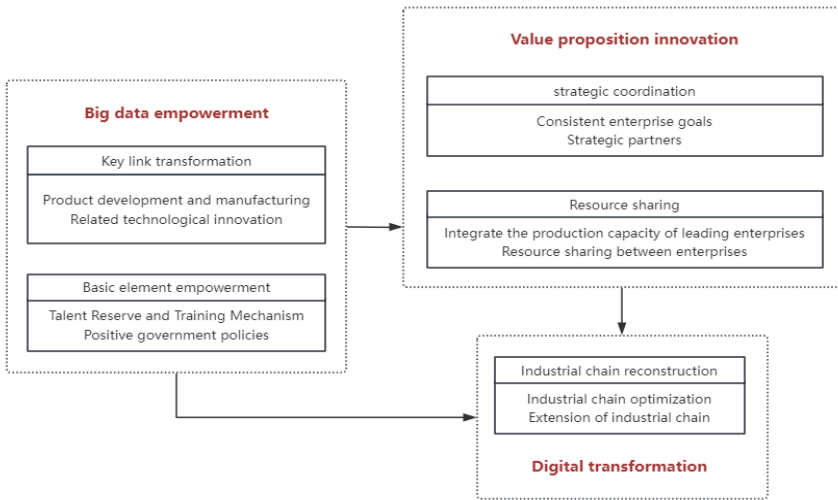 Big data empowerment
Key link transformation
Product development and manufacturing
Related technological innovation
Basic element empowerment
Talent Reserve and Training Mechanism
Positive government policies
Value proposition innovation
strategic coordination
Consistent enterprise goals
Strategic partners
Resource sharing
Integrate the production capacity of leading enterprises
Resource sharing between enterprises
Industrial chain reconstruction
Industrial chain optimization
Extension of industrial chain
Digital transformation